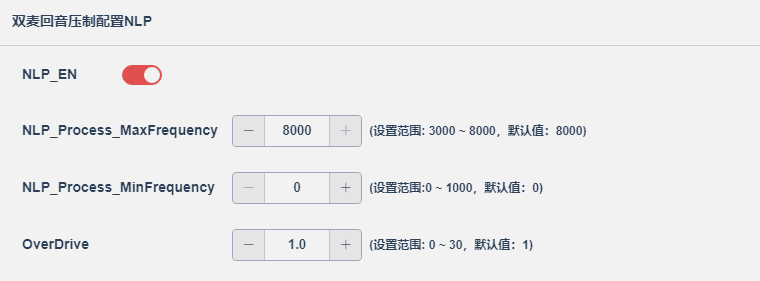 双麦回音压制配置NLP
NLP_EN
NLP_Process_MaxFrequency − 8000 + (设置范围: 3000 ~ 8000，默认值：8000)
NLP_Process_MinFrequency − 0 + (设置范围:0 ~ 1000，默认值：0)
OverDrive − 1.0 + (设置范围: 0 ~ 30，默认值：1)